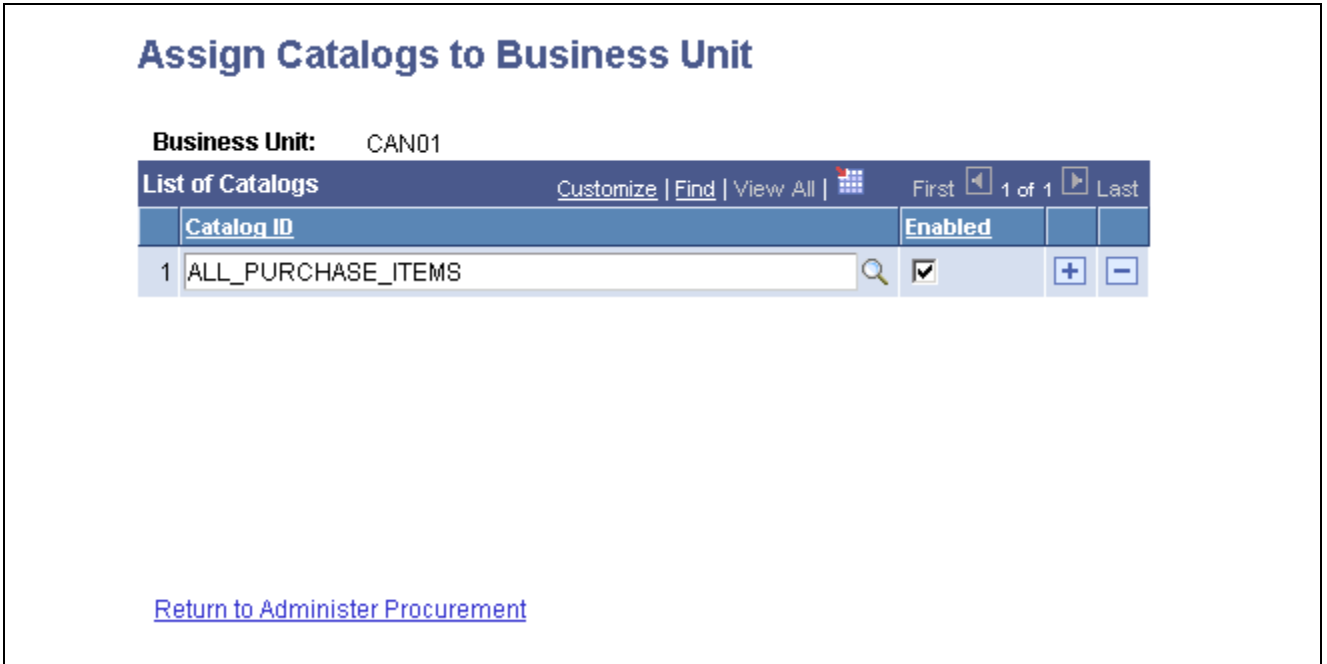 Assign Catalogs to Business Unit
Business Unit: CAN01
List of Catalogs Customize | Find | View All | First 1 of 1 Last
Catalog ID Enabled
1 ALL_PURCHASE_ITEMS
Return to Administer Procurement